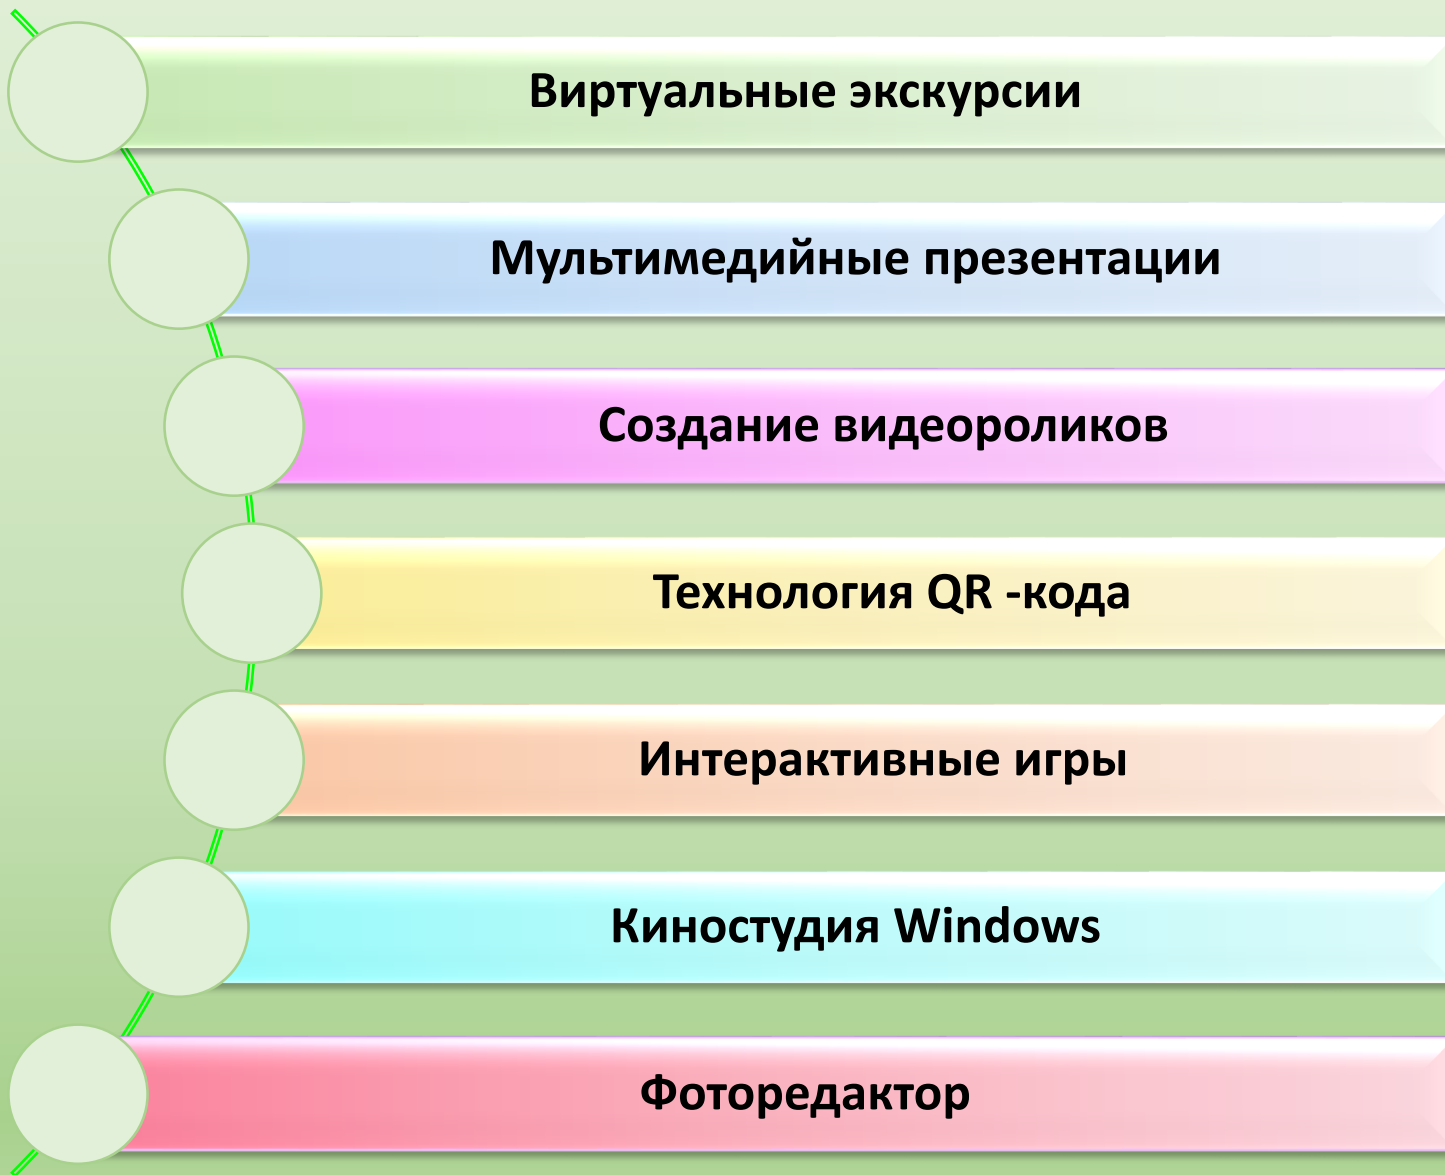 Виртуальные экскурсии
Мультимедийные презентации
Создание видеороликов
Технология QR -кода
Интерактивные игры
Киностудия Windows
Фоторедактор